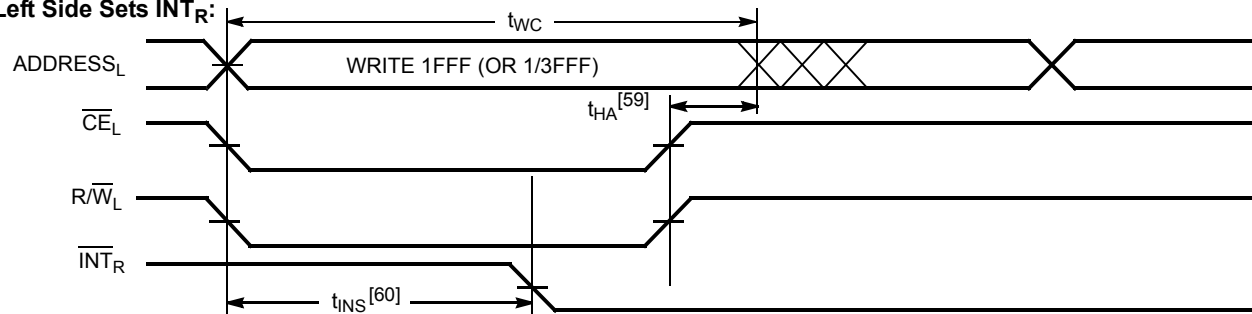 Left Side Sets INTR:
tWC
ADDRESSL
WRITE 1FFF (OR 1/3FFF)
tHA[59]
CEL
R/WL
INTR
tINS[60]